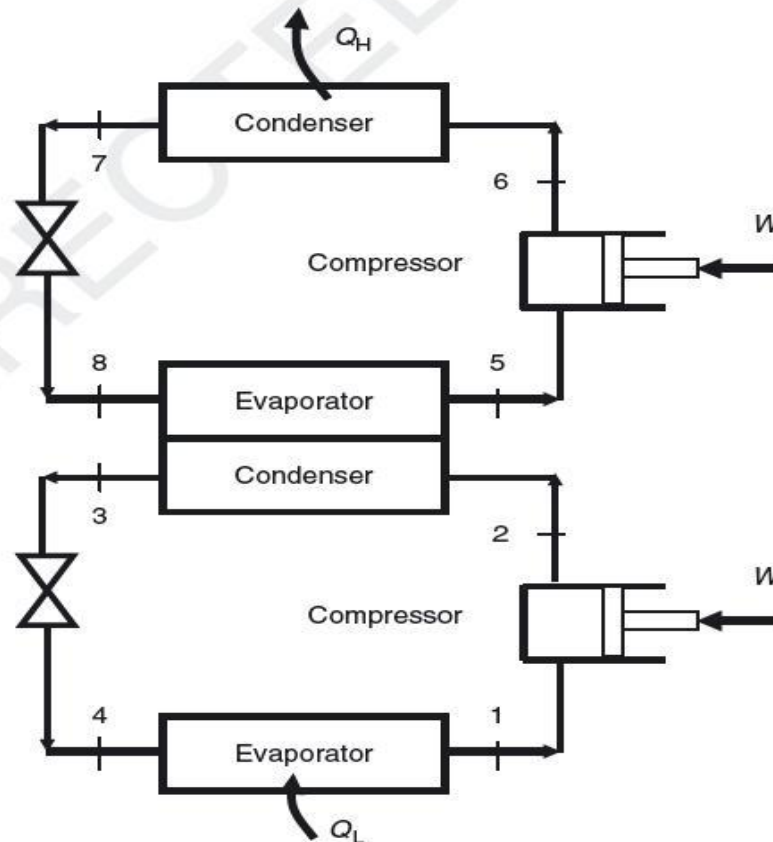 Q_H
Condenser
7
6
Compressor
W
8
5
Evaporator
Condenser
3
2
Compressor
W
4
1
Evaporator
Q_L